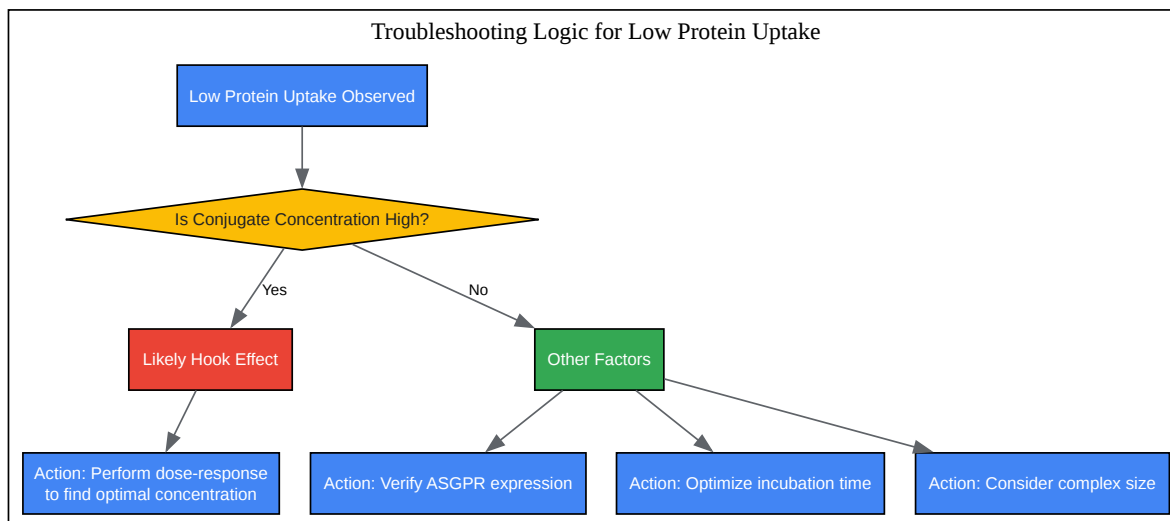 Troubleshooting Logic for Low Protein Uptake
Low Protein Uptake Observed
Is Conjugate Concentration High?
Yes
No
Likely Hook Effect
Other Factors
Action: Perform dose-response
to find optimal concentration
Action: Verify ASGPR expression
Action: Optimize incubation time
Action: Consider complex size